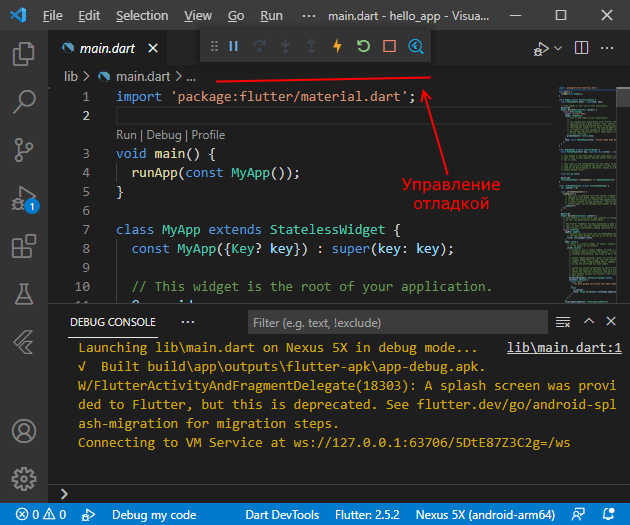 File Edit Selection View Go Run ··· main.dart - hello_app - Visua...
main.dart
lib > main.dart > ...
1 import 'package:flutter/material.dart';
2
Run | Debug | Profile
3 void main() {
4 runApp(const MyApp());
5 }
6
7 class MyApp extends StatelessWidget {
8 const MyApp({Key? key}) : super(key: key);
9
10 // This widget is the root of your application.
Управление
отладкой
1
DEBUG CONSOLE ··· Filter (e.g. text, !exclude)
Launching lib\main.dart on Nexus 5X in debug mode... lib\main.dart:1
√ Built build\app\outputs\flutter-apk\app-debug.apk.
W/FlutterActivityAndFragmentDelegate(18303): A splash screen was provi
ded to Flutter, but this is deprecated. See flutter.dev/go/android-spl
ash-migration for migration steps.
Connecting to VM Service at ws://127.0.0.1:63706/5DtE87Z3C2g=/ws
>
0 0 Debug my code Dart DevTools Flutter: 2.5.2 Nexus 5X (android-arm64)